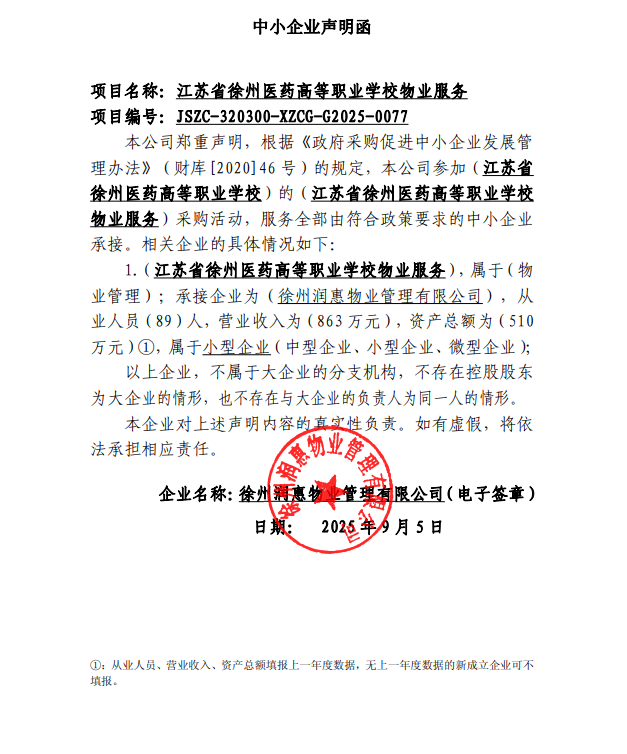 中小企业声明函
项目名称：江苏省徐州医药高等职业学校物业服务
项目编号：JSZC-320300-XZCG-G2025-0077
本公司郑重声明，根据《政府采购促进中小企业发展
管理办法》（财库[2020]46 号）的规定，本公司参加（江苏省
徐州医药高等职业学校）的（江苏省徐州医药高等职业学校
物业服务）采购活动，服务全部由符合政策要求的中小企业
承接。相关企业的具体情况如下：
1.（江苏省徐州医药高等职业学校物业服务），属于（物
业管理）；承接企业为（徐州润惠物业管理有限公司），从
业人员（89）人，营业收入为（863 万元），资产总额为（510
万元）①，属于小型企业（中型企业、小型企业、微型企业）；
以上企业，不属于大企业的分支机构，不存在控股股东
为大企业的情形，也不存在与大企业的负责人为同一人的情形。
本企业对上述声明内容的真实性负责。如有虚假，将依
法承担相应责任。
徐州润惠物业管理有限公司
企业名称：徐州润惠物业管理有限公司（电子签章）
日期： 2025 年 9 月 5 日
①：从业人员、营业收入、资产总额填报上一年度数据，无上一年度数据的新成立企业可不
填报。